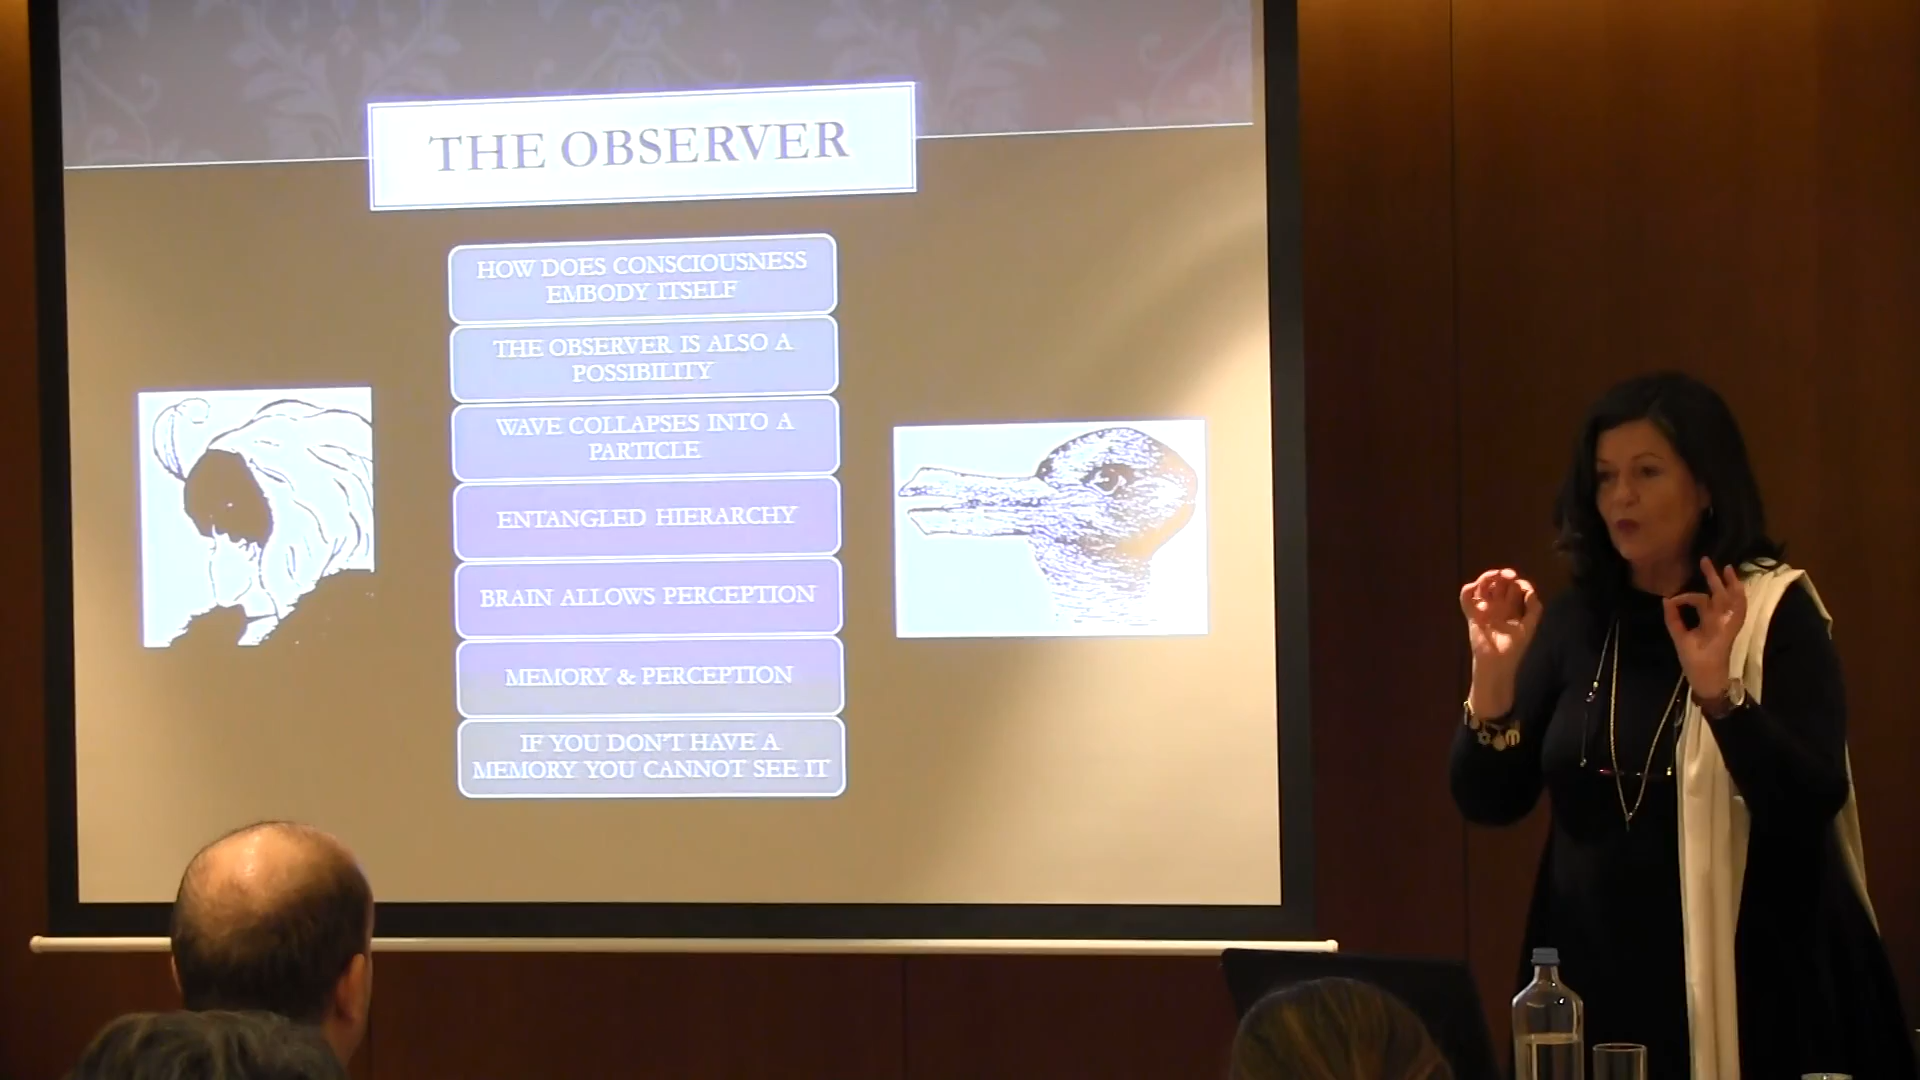 THE OBSERVER
HOW DOES CONSCIOUSNESS
EMBODY ITSELF
THE OBSERVER IS ALSO A
POSSIBILITY
WAVE COLLAPSES INTO A
PARTICLE
ENTANGLED HIERARCHY
BRAIN ALLOWS PERCEPTION
MEMORY & PERCEPTION
IF YOU DON'T HAVE A
MEMORY YOU CANNOT SEE IT